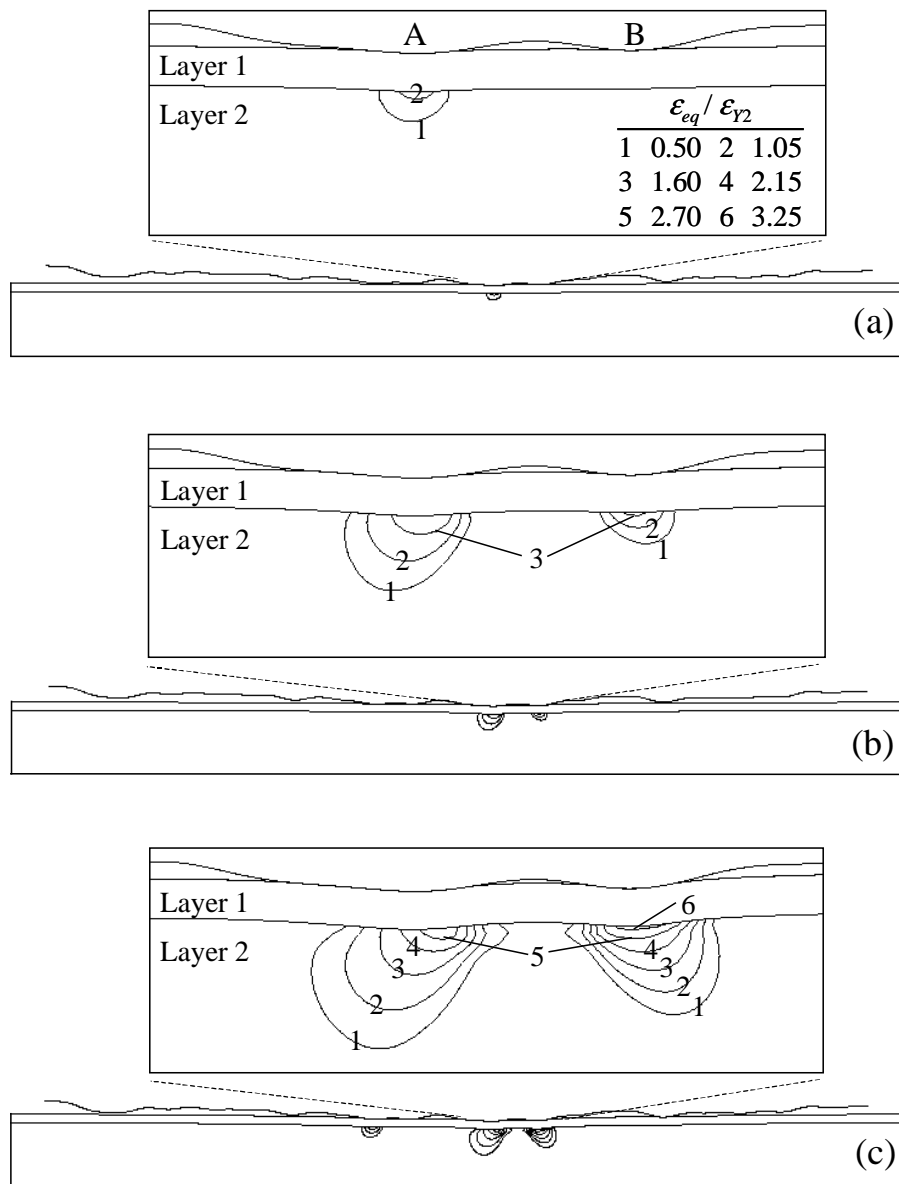 A B
Layer 1
2
Layer 2
1
εeq / εY2
1 0.50 2 1.05
3 1.60 4 2.15
5 2.70 6 3.25
(a)
Layer 1
Layer 2
2 3 2
1 1
(b)
Layer 1
6
Layer 2
4 5 4
3 3
2 2
1 1
(c)